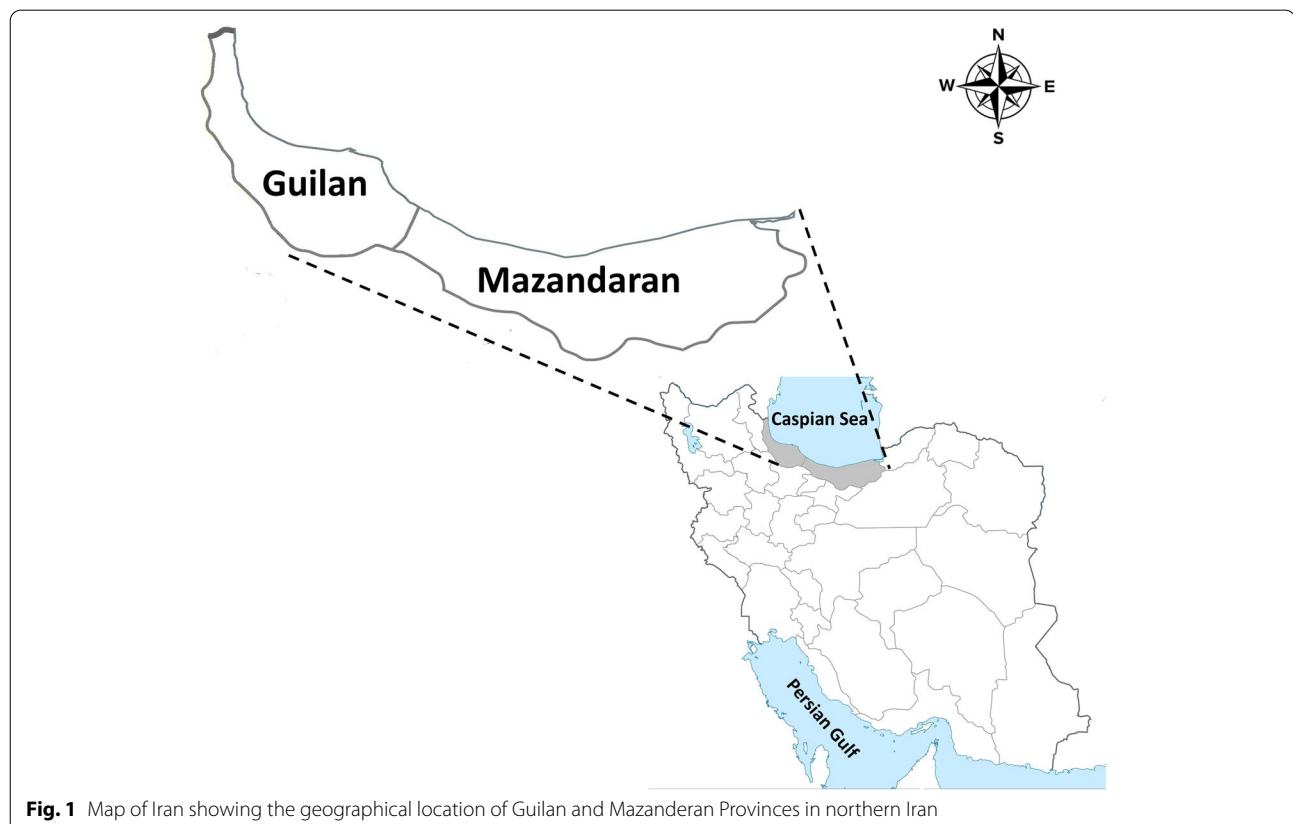 N
W
E
S
Guilan
Mazandaran
Caspian Sea
Persian Gulf
Fig. 1 Map of Iran showing the geographical location of Guilan and Mazanderan Provinces in northern Iran